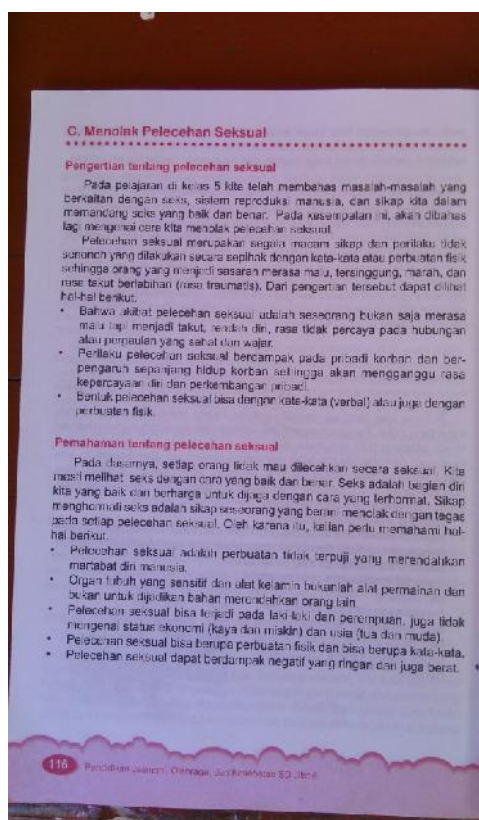 C. Menolak Pelecehan Seksual
Pengertian tentang pelecehan seksual
Pada pelajaran di kelas 5 kita telah membahas masalah-masalah yang
berkaitan dengan seks, sistem reproduksi manusia, dan sikap kita dalam
memandang seks yang baik dan benar. Pada kesempatan ini, akan dibahas
lagi mengenai cara kita menolak pelecehan seksual.
Pelecehan seksual merupakan segala macam sikap dan perilaku tidak
senonoh yang dilakukan secara sepihak dengan kata-kata atau perbuatan fisik
sehingga orang yang menjadi sasaran merasa malu, tersinggung, marah, dan
rasa takut berlebihan (rasa traumatis). Dari pengertian tersebut dapat dilihat
hal-hal berikut.
• Bahwa akibat pelecehan seksual adalah seseorang bukan saja merasa
malu tapi menjadi takut, rendah diri, rasa tidak percaya pada hubungan
atau pergaulan yang sehat dan wajar.
• Perilaku pelecehan seksual berdampak pada pribadi korban dan ber-
pengaruh sepanjang hidup korban sehingga akan mengganggu rasa
kepercayaan diri dan perkembangan pribadi.
• Bentuk pelecehan seksual bisa dengan kata-kata (verbal) atau juga dengan
perbuatan fisik.
Pemahaman tentang pelecehan seksual
Pada dasarnya, setiap orang tidak mau dilecehkan secara seksual. Kita
mesti melihat seks dengan cara yang baik dan benar. Seks adalah bagian diri
kita yang baik dan berharga untuk dijaga dengan cara yang terhormat. Sikap
menghormati seks adalah sikap seseorang yang berani menolak dengan tegas
pada setiap pelecehan seksual. Oleh karena itu, kalian perlu memahami hal-
hal berikut.
• Pelecehan seksual adalah perbuatan tidak terpuji yang merendahkan
martabat diri manusia.
• Organ tubuh yang sensitif dan alat kelamin bukanlah alat permainan dan
bukan untuk dijadikan bahan merendahkan orang lain.
• Pelecehan seksual bisa terjadi pada laki-laki dan perempuan, juga tidak
mengenai status ekonomi (kaya dan miskin) dan usia (tua dan muda).
• Pelecehan seksual bisa berupa perbuatan fisik dan bisa berupa kata-kata.
• Pelecehan seksual dapat berdampak negatif yang ringan dan juga berat.
116 Pendidikan Jasmani, Olahraga, dan Kesehatan SD